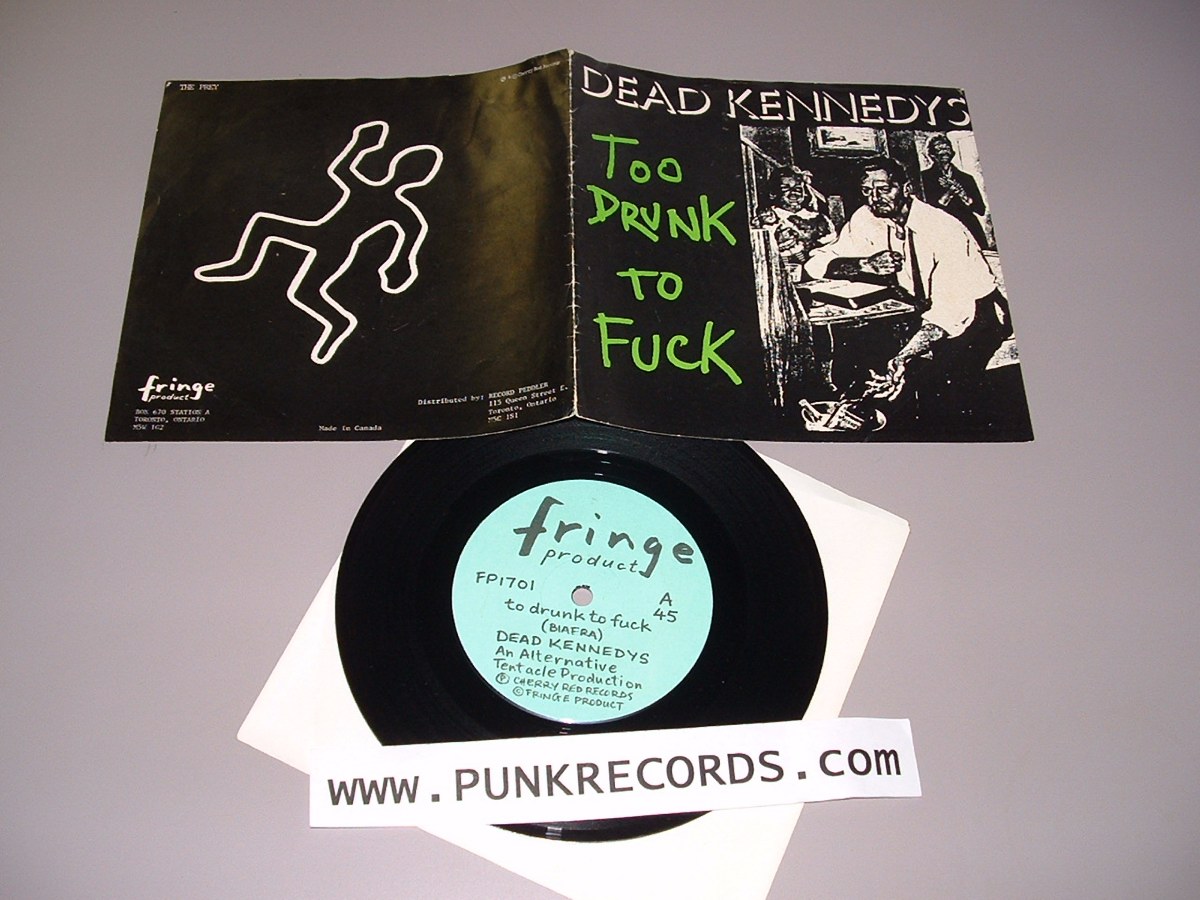 THE PREY
DEAD KENNEDYS
TOO
DRUNK
TO
FUCK
fringe
product
BOX 670 STATION A
TORONTO, ONTARIO
M5W 1G2
Made in Canada
Distributed by: RECORD PEDDLER
115 Queen Street E.
Toronto, Ontario
M5C 1S1
fringe
product
FP1701
A
45
to drunk to fuck
(BIAFRA)
DEAD KENNEDYS
An Alternative
Tentacle Production
Ⓟ CHERRY RED RECORDS
© FRINGE PRODUCT
www.PUNKRECORDS.com